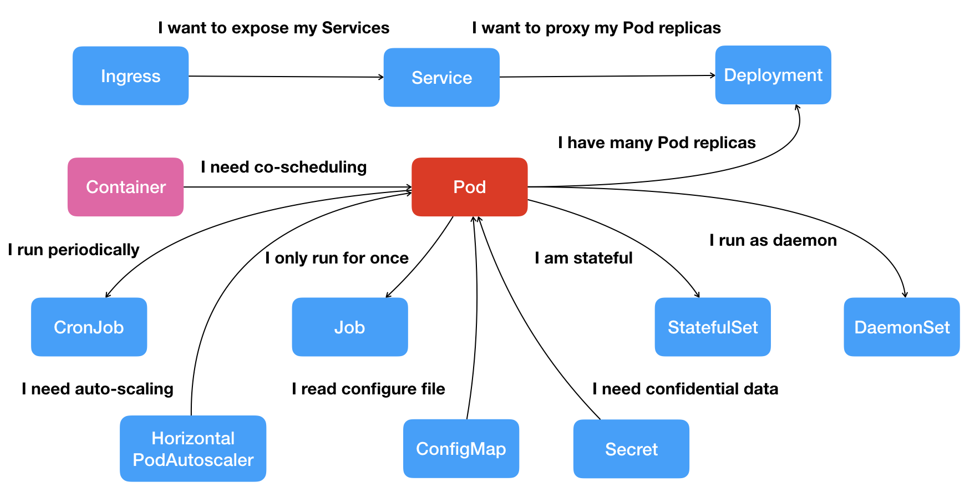 I want to expose my Services
I want to proxy my Pod replicas
Ingress
Service
Deployment
I have many Pod replicas
I need co-scheduling
Container
Pod
I run periodically
I only run for once
I am stateful
I run as daemon
CronJob
Job
StatefulSet
DaemonSet
I need auto-scaling
I read configure file
I need confidential data
Horizontal
PodAutoscaler
ConfigMap
Secret